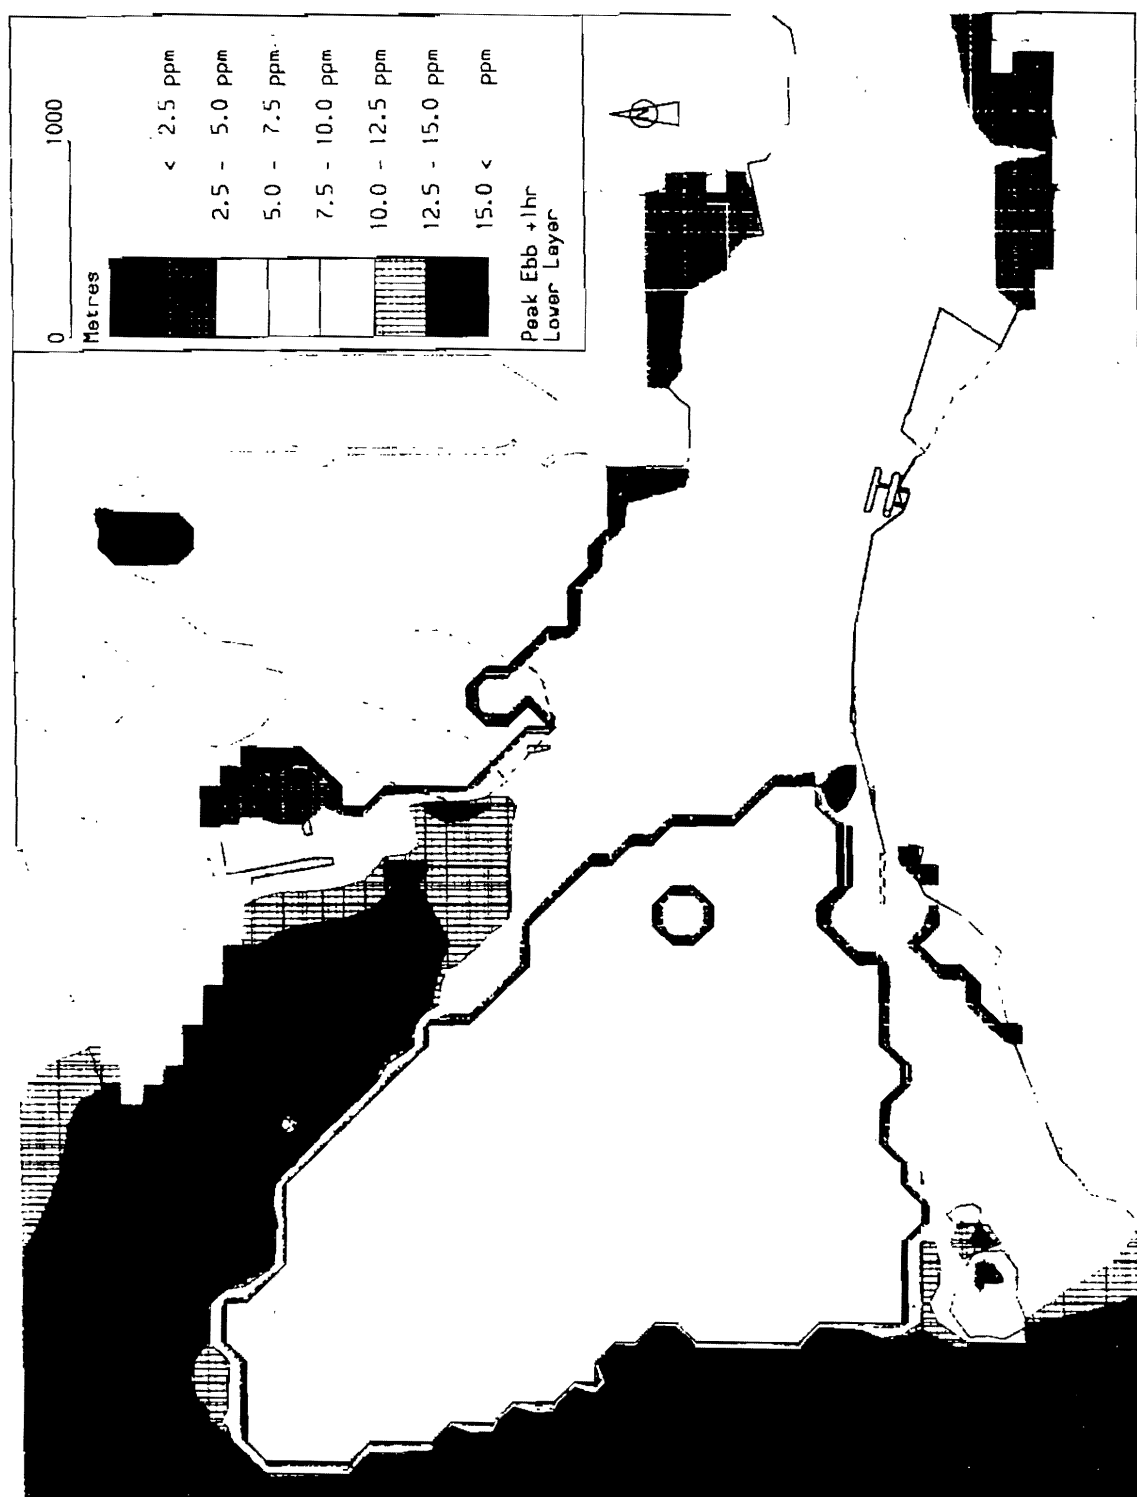 0 1000
Metres
< 2.5 ppm
2.5 - 5.0 ppm
5.0 - 7.5 ppm
7.5 - 10.0 ppm
10.0 - 12.5 ppm
12.5 - 15.0 ppm
15.0 < ppm
Peak Ebb +1hr
Lower Layer
N